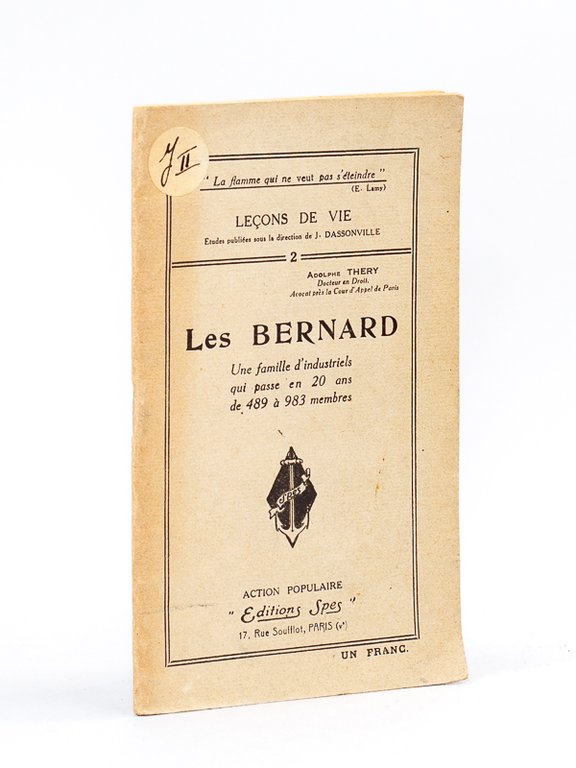 J II
" La flamme qui ne veut pas s'éteindre "
(E. Lamy)
LEÇONS DE VIE
Etudes publiées sous la direction de J. DASSONVILLE
2
ADOLPHE THERY
Docteur en Droit.
Avocat près la Cour d'Appel de Paris
Les BERNARD
Une famille d'industriels
qui passe en 20 ans
de 489 à 983 membres
Spes
ACTION POPULAIRE
" Editions Spes "
17, Rue Soufflot, PARIS (Vᵉ)
UN FRANC.